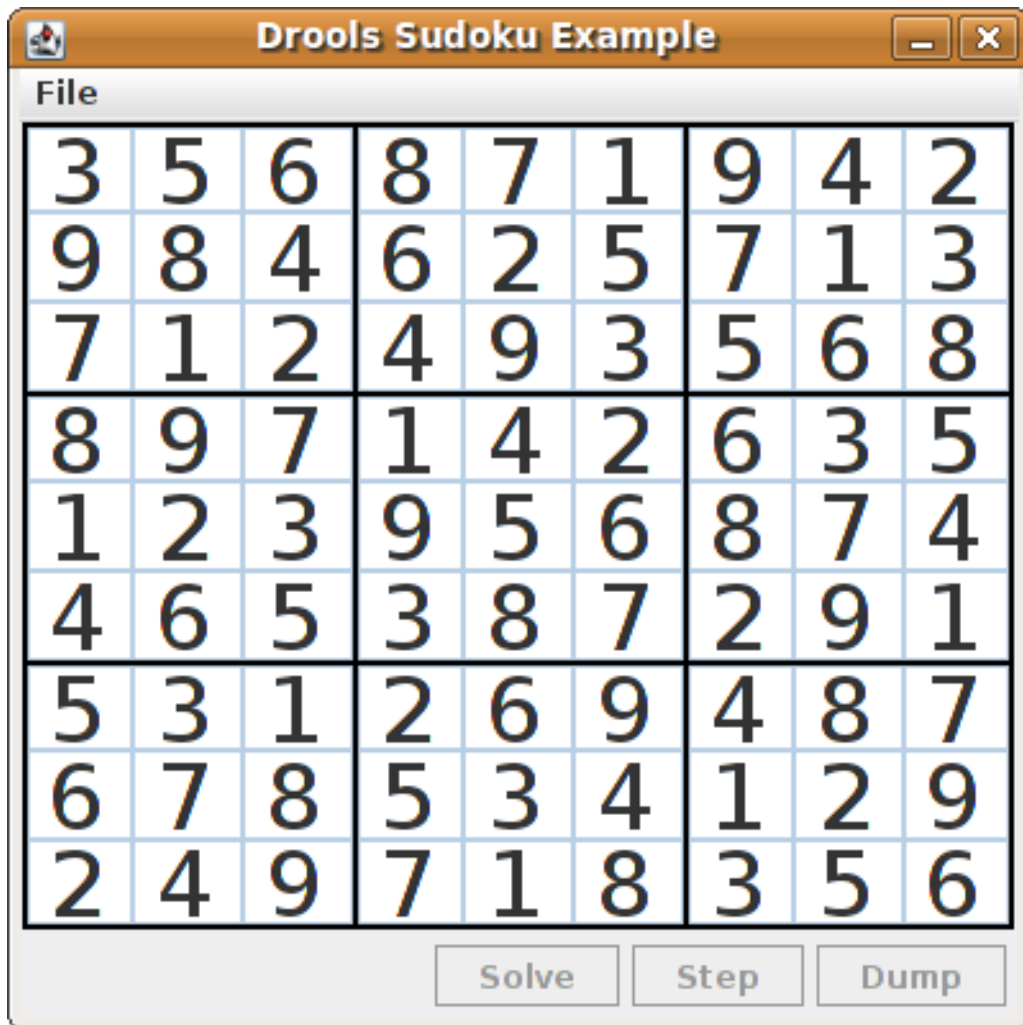 Drools Sudoku Example
File
3 5 6 8 7 1 9 4 2
9 8 4 6 2 5 7 1 3
7 1 2 4 9 3 5 6 8
8 9 7 1 4 2 6 3 5
1 2 3 9 5 6 8 7 4
4 6 5 3 8 7 2 9 1
5 3 1 2 6 9 4 8 7
6 7 8 5 3 4 1 2 9
2 4 9 7 1 8 3 5 6
Solve Step Dump